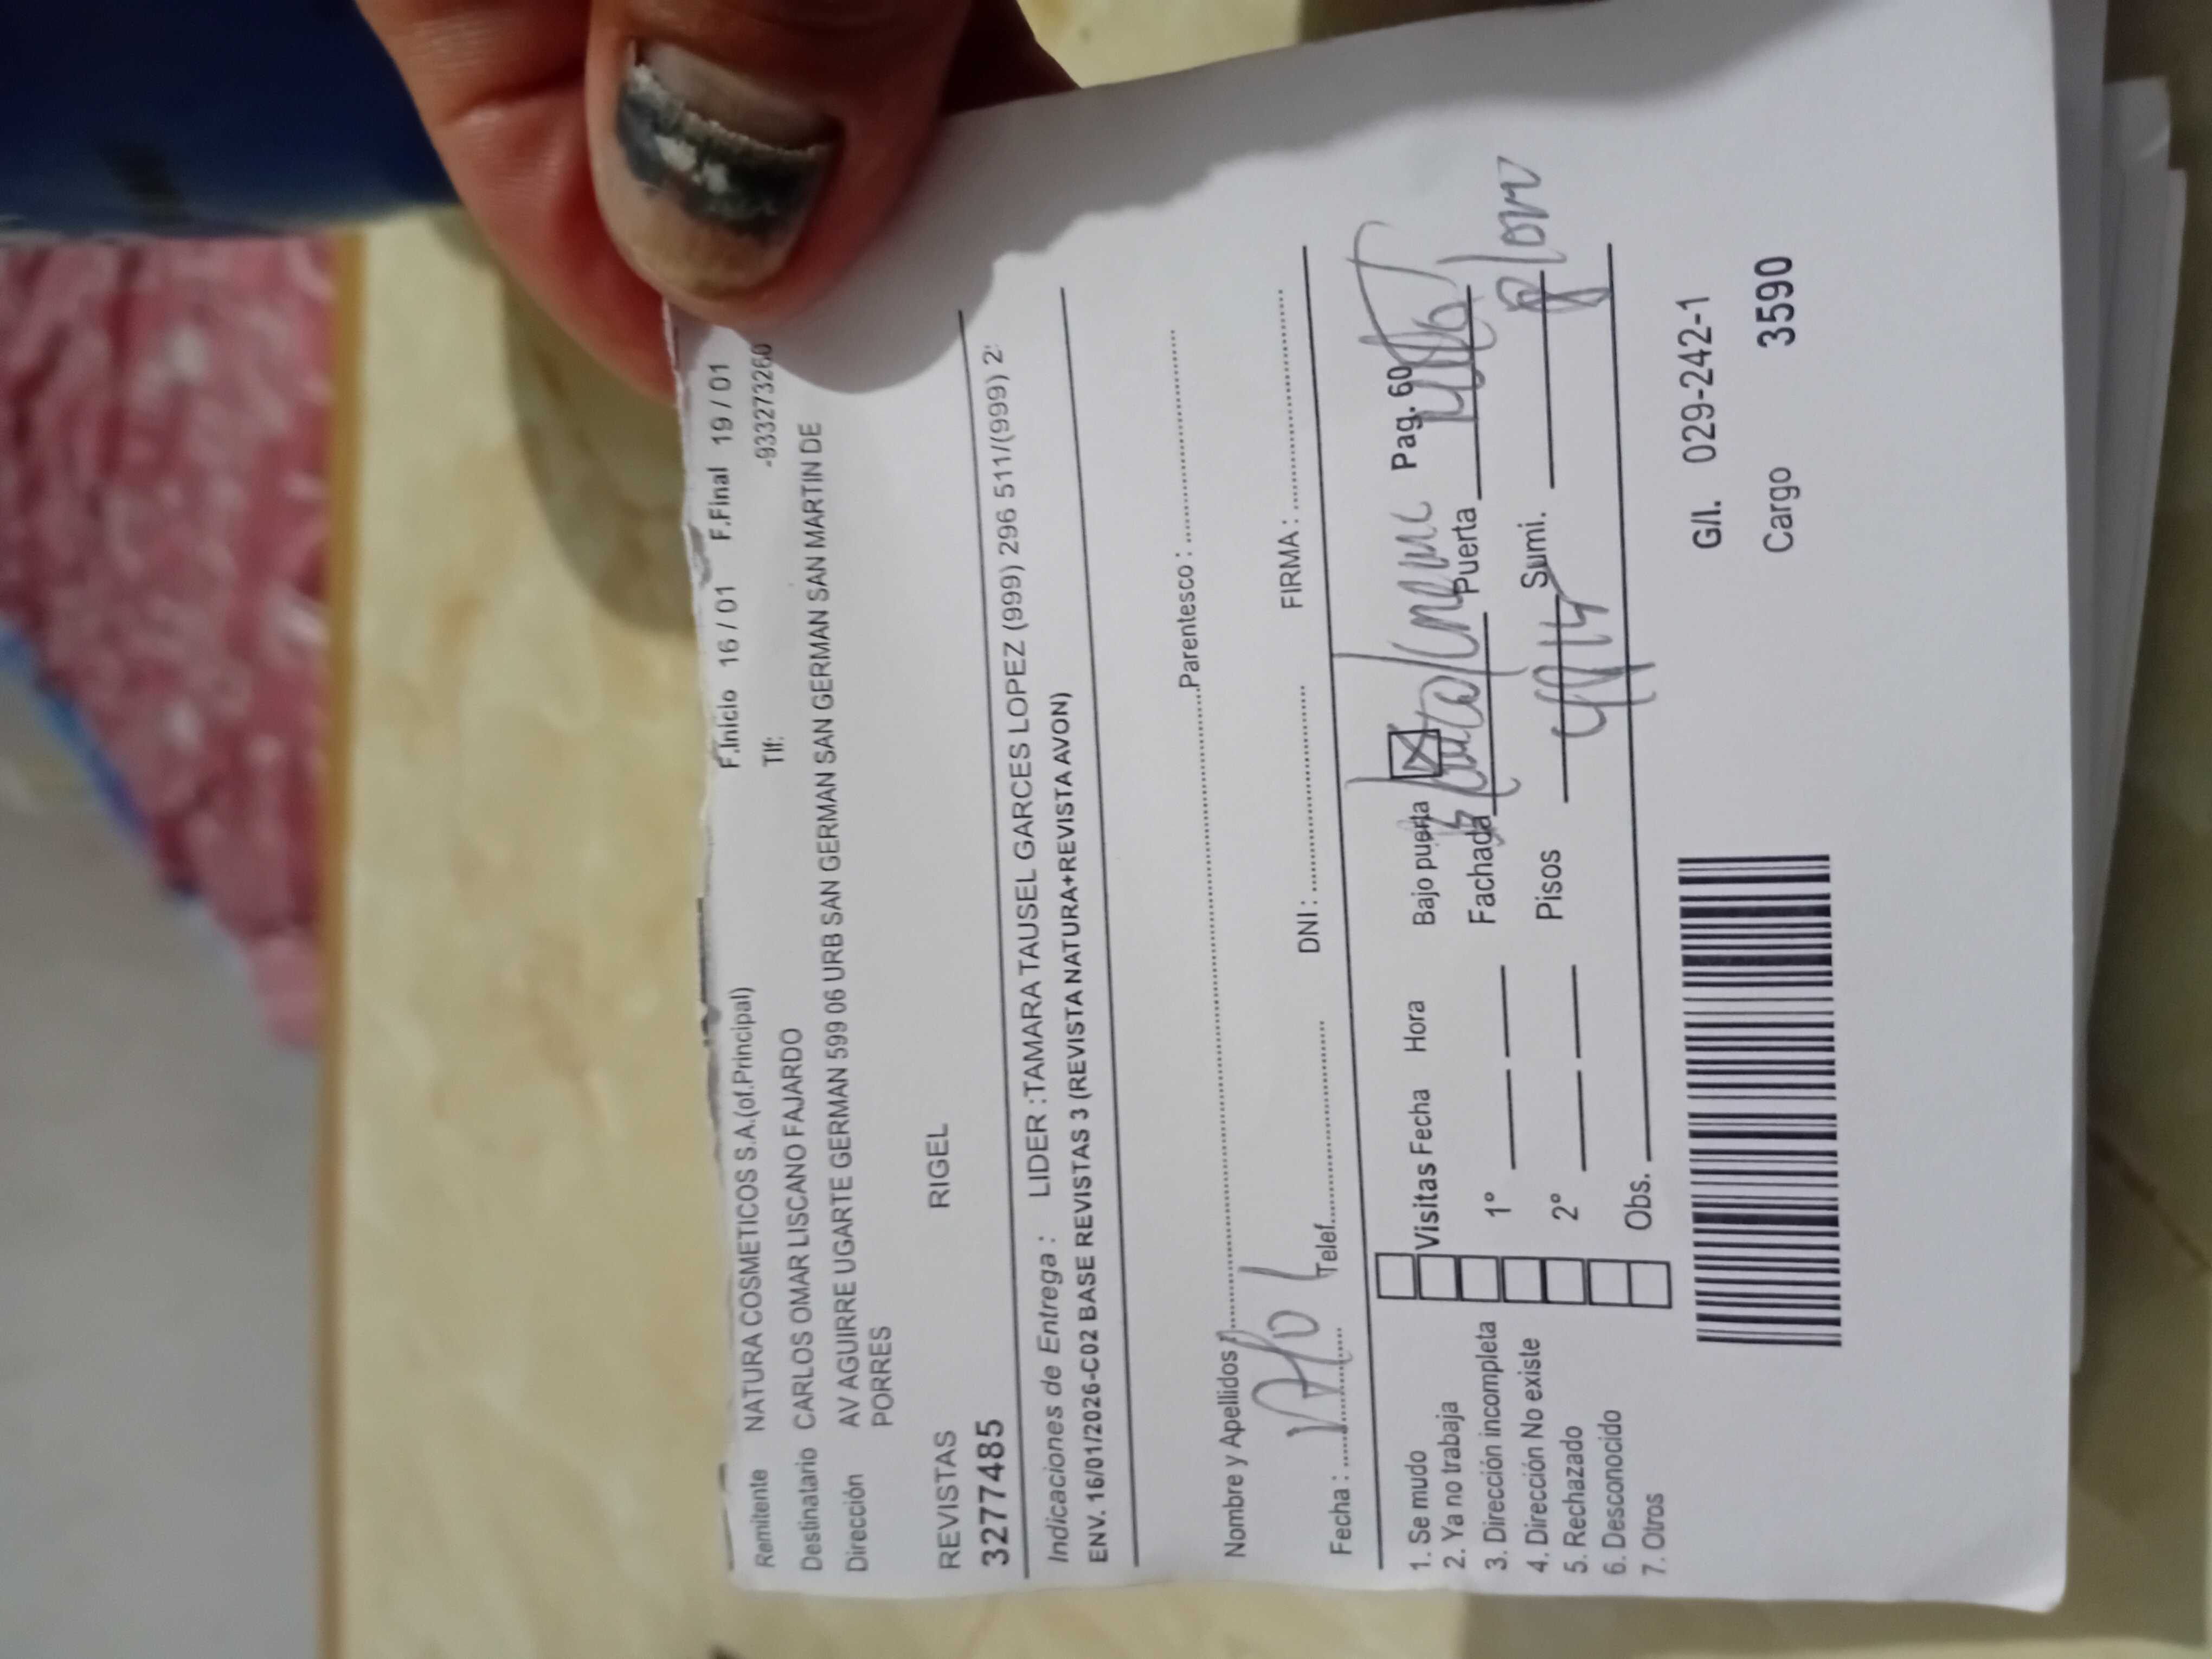 F.Inicio 16 / 01 F.Final 19 / 01
Remitente NATURA COSMETICOS S.A.(of.Principal) Tlf: -933273260
Destinatario CARLOS OMAR LISCANO FAJARDO
Dirección AV AGUIRRE UGARTE GERMAN 599 06 URB SAN GERMAN SAN GERMAN SAN MARTIN DE
PORRES
REVISTAS RIGEL
3277485
Indicaciones de Entrega : LIDER :TAMARA TAUSEL GARCES LOPEZ (999) 296 511/(999) 2
ENV. 16/01/2026-C02 BASE REVISTAS 3 (REVISTA NATURA+REVISTA AVON)
Nombre y Apellidos Parentesco :
Fecha : Telef. DNI : FIRMA :
1. Se mudo
2. Ya no trabaja
3. Dirección incompleta
4. Dirección No existe
5. Rechazado
6. Desconocido
7. Otros
Visitas Fecha Hora Bajo puerta Pag. 60
1° Fachada Puerta
2° Pisos Sumi.
Obs.
G/I. 029-242-1
Cargo 3590